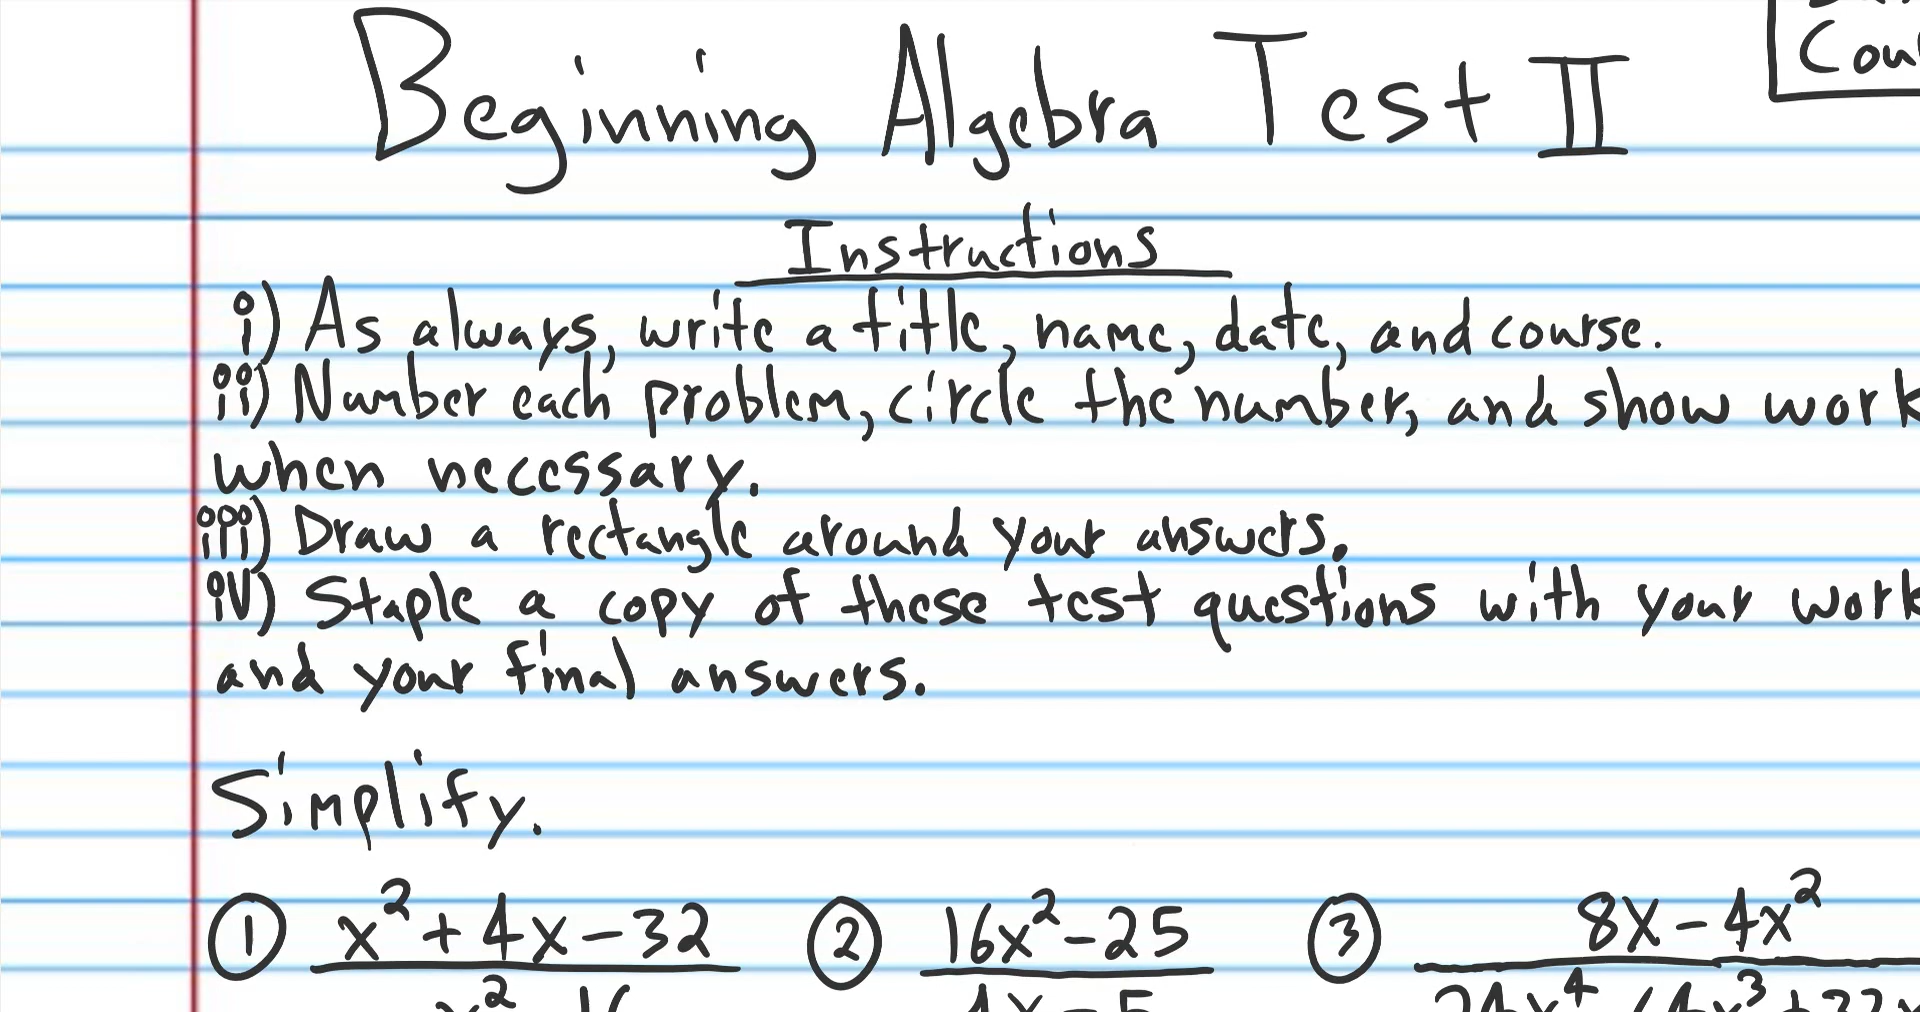 Beginning Algebra Test II
Instructions
i) As always, write a title, name, date, and course.
ii) Number each problem, circle the number, and show work
when necessary.
iii) Draw a rectangle around your answers.
iv) Staple a copy of these test questions with your work
and your final answers.
Simplify.
① x² + 4x - 32 ② 16x² - 25 ③ 8x - 4x²